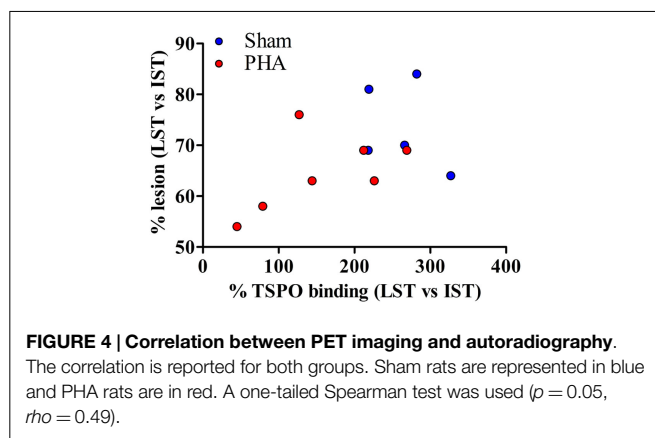 90
80
70
60
50
% lesion (LST vs IST)
Sham
PHA
0 100 200 300 400
% TSPO binding (LST vs IST)
FIGURE 4 | Correlation between PET imaging and autoradiography.
The correlation is reported for both groups. Sham rats are represented in blue
and PHA rats are in red. A one-tailed Spearman test was used (p = 0.05,
rho = 0.49).